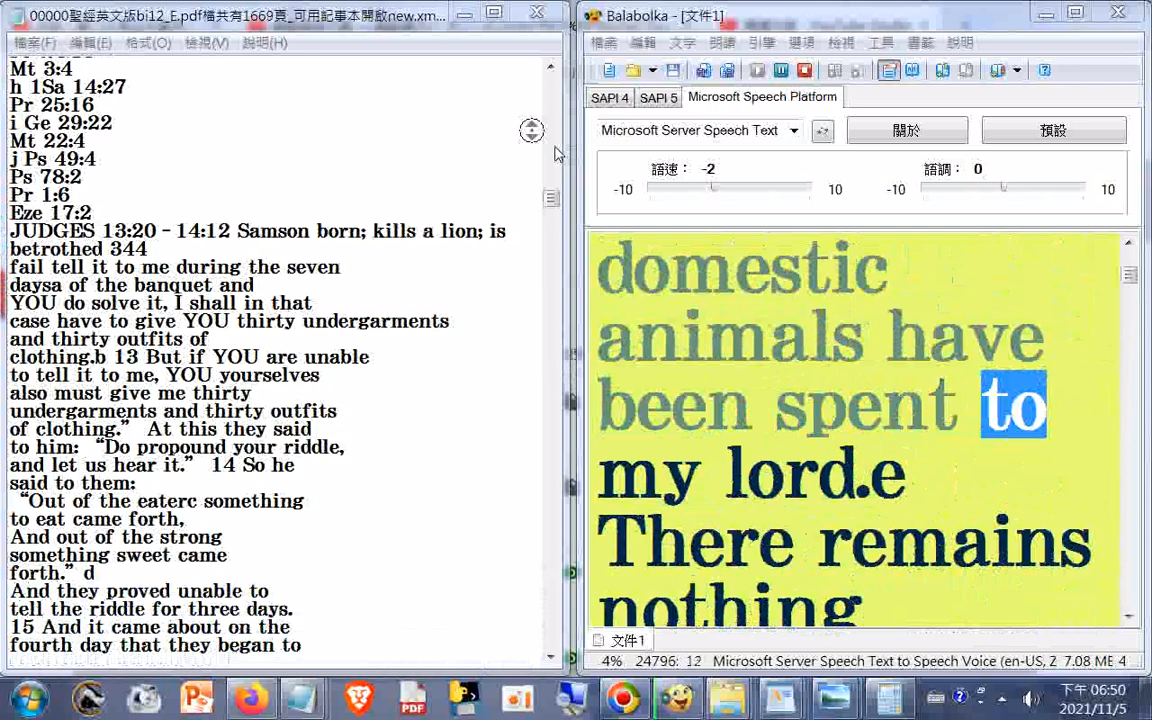 00000聖經英文版bi12_E.pdf檔共有1669頁_可用記事本開啟new.xm...
檔案(F) 編輯(E) 格式(O) 檢視(V) 說明(H)
Mt 3:4
h 1Sa 14:27
Pr 25:16
i Ge 29:22
Mt 22:4
j Ps 49:4
Ps 78:2
Pr 1:6
Eze 17:2
JUDGES 13:20 - 14:12 Samson born; kills a lion; is
betrothed 344
fail tell it to me during the seven
daysa of the banquet and
YOU do solve it, I shall in that
case have to give YOU thirty undergarments
and thirty outfits of
clothing.b 13 But if YOU are unable
to tell it to me, YOU yourselves
also must give me thirty
undergarments and thirty outfits
of clothing.” At this they said
to him: “Do propound your riddle,
and let us hear it.” 14 So he
said to them:
“Out of the eaterc something
to eat came forth,
And out of the strong
something sweet came
forth.” d
And they proved unable to
tell the riddle for three days.
15 And it came about on the
fourth day that they began to
Balabolka - [文件1]
檔案 編輯 文字 朗讀 引擎 選項 檢視 工具 書籤 說明
SAPI 4 SAPI 5 Microsoft Speech Platform
Microsoft Server Speech Text 關於 預設
語速： -2 語調： 0
-10 10 -10 10
domestic
animals have
been spent to
my lord.e
There remains
nothing
文件1
4% 24796: 12 Microsoft Server Speech Text to Speech Voice (en-US, 2 7.08 MB 4
PDF
下午 06:50
2021/11/5